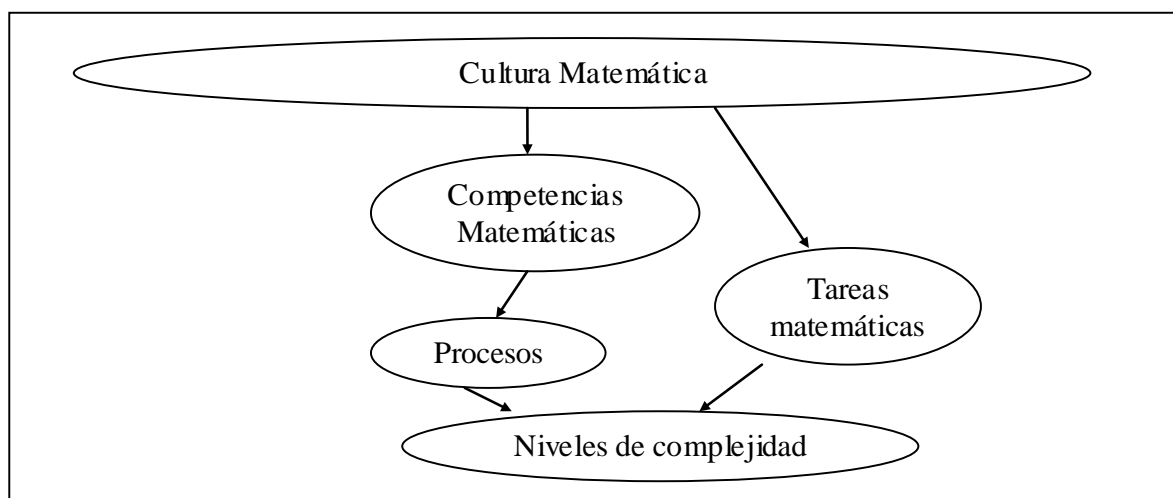 Cultura Matemática
Competencias
Matemáticas
Tareas
matemáticas
Procesos
Niveles de complejidad